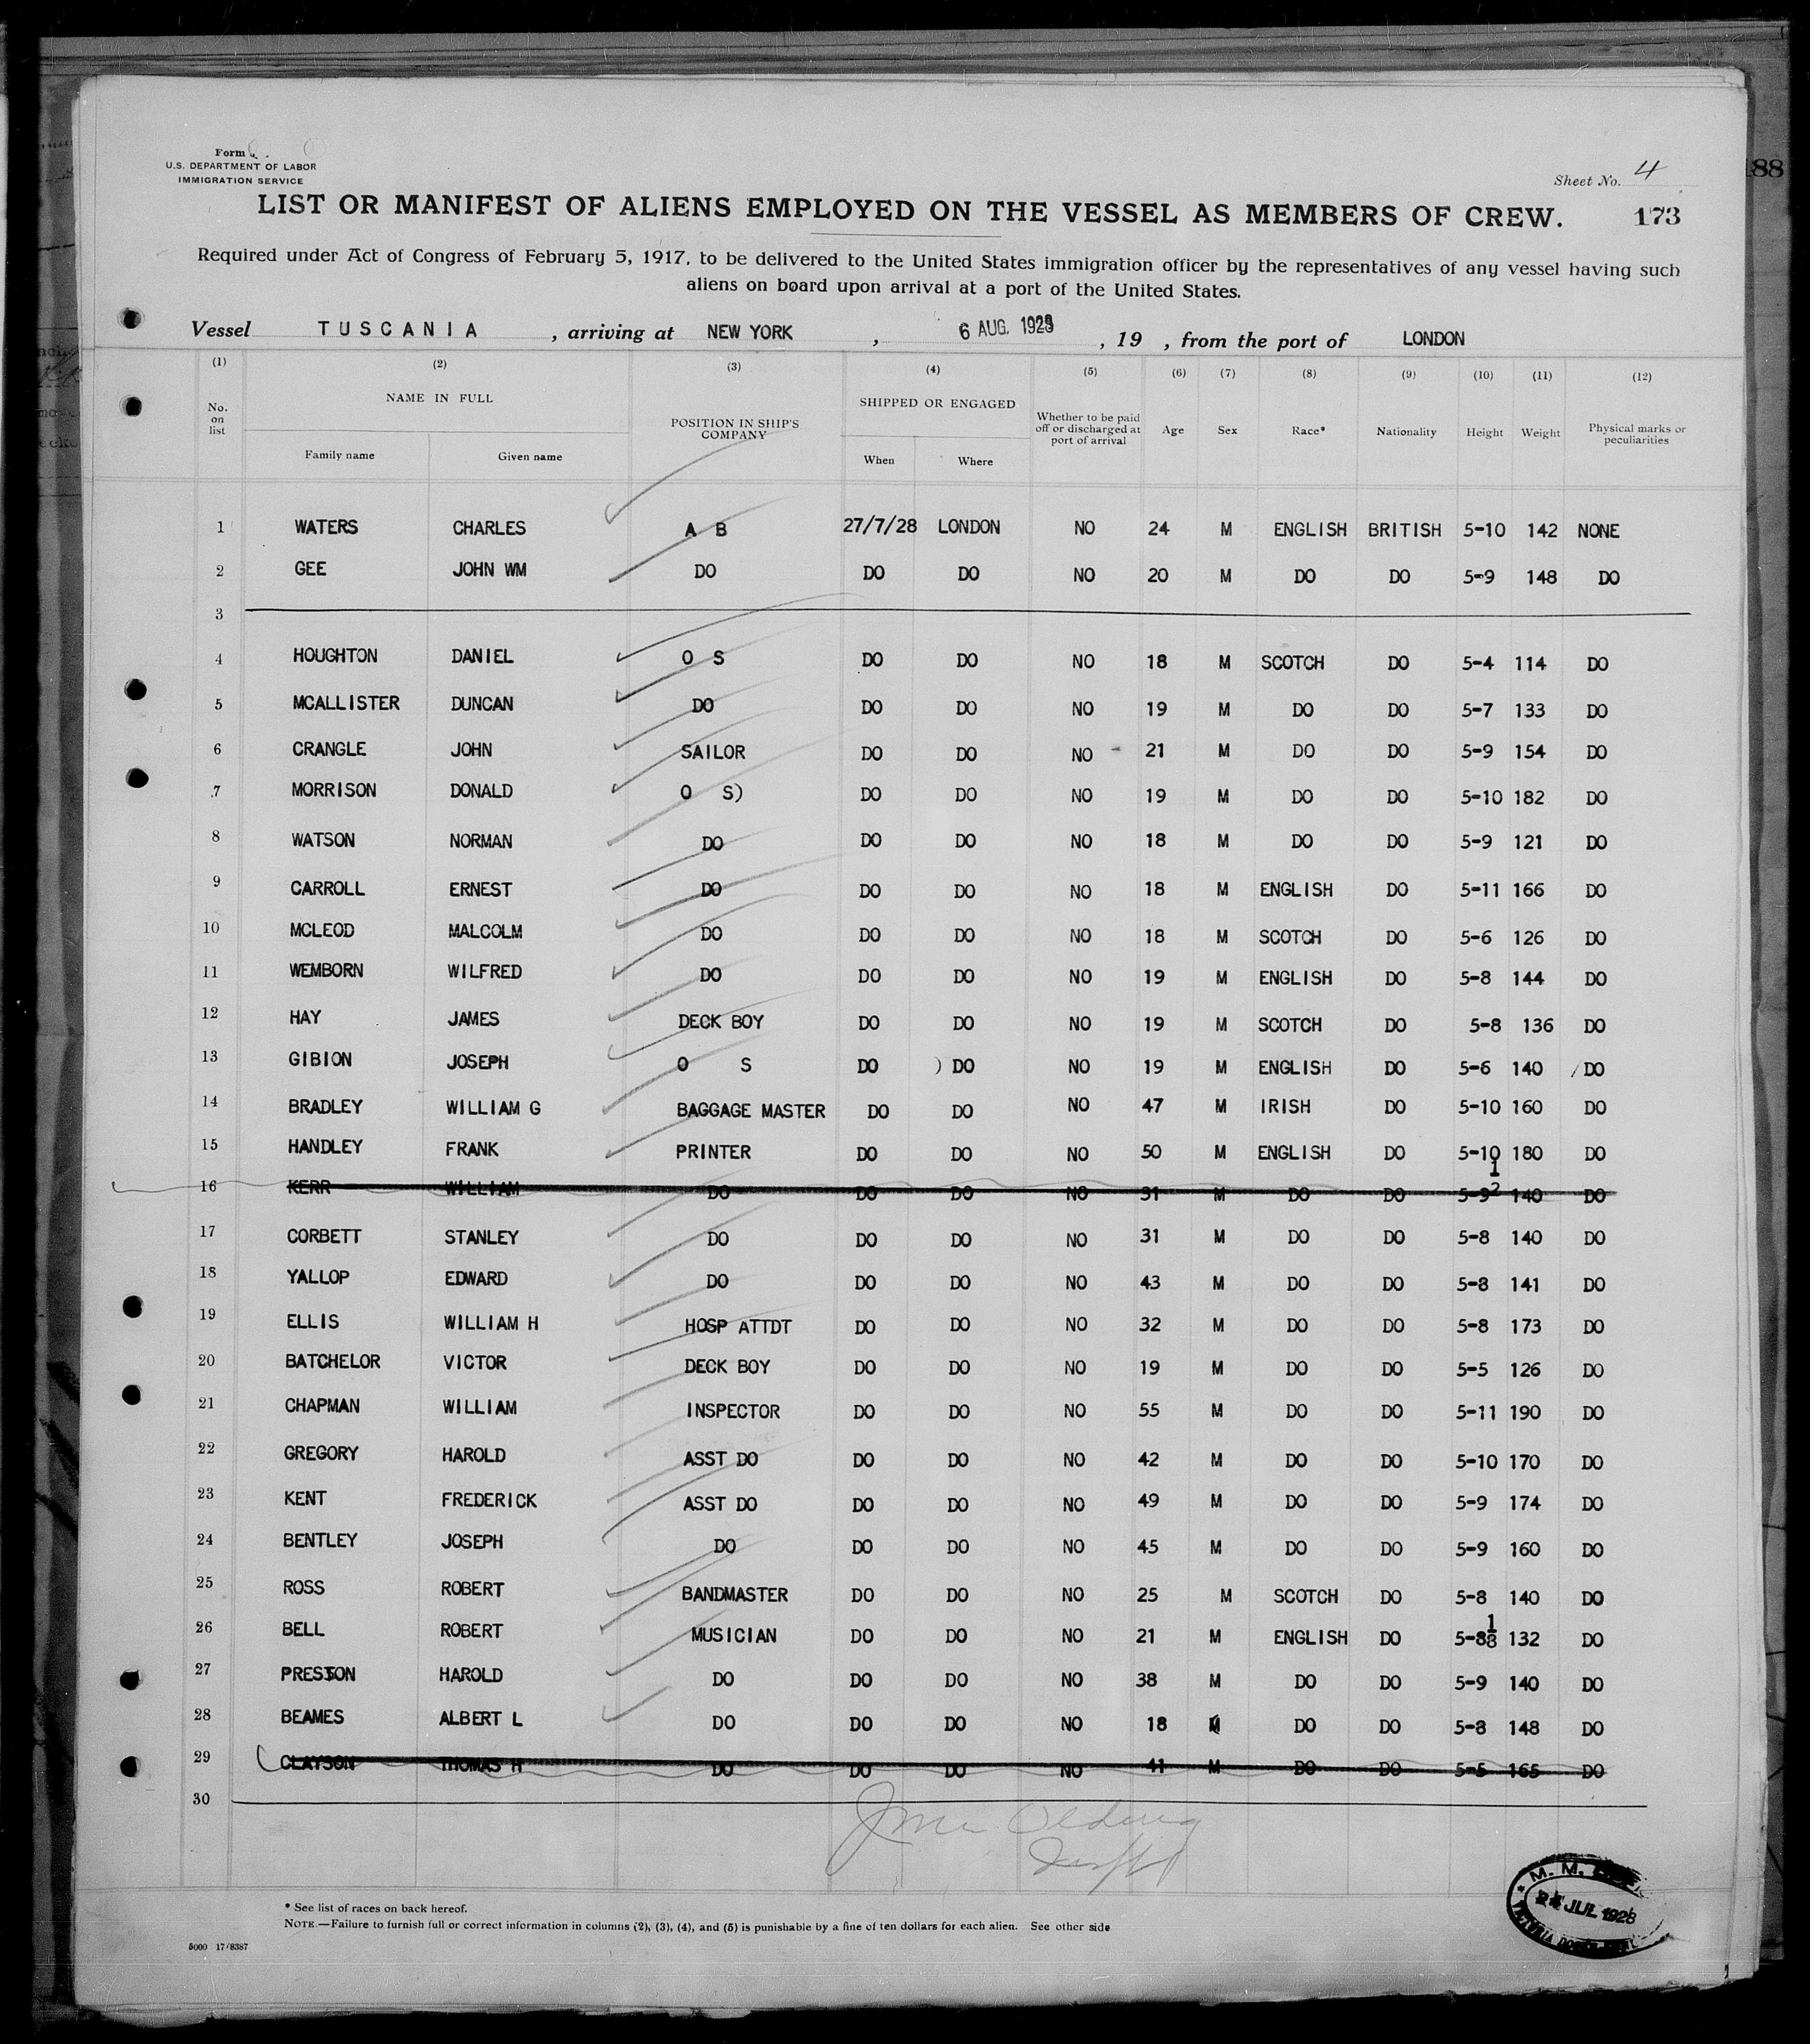 Form
U.S. DEPARTMENT OF LABOR
IMMIGRATION SERVICE
Sheet No. 4
188
LIST OR MANIFEST OF ALIENS EMPLOYED ON THE VESSEL AS MEMBERS OF CREW. 173
Required under Act of Congress of February 5, 1917, to be delivered to the United States immigration officer by the representatives of any vessel having such
aliens on board upon arrival at a port of the United States.
Vessel TUSCANIA , arriving at NEW YORK , 6 AUG. 1928 , 19 , from the port of LONDON
(1) (2) (3) (4) (5) (6) (7) (8) (9) (10) (11) (12)
No. on list NAME IN FULL Family name Given name POSITION IN SHIP'S COMPANY SHIPPED OR ENGAGED When Where Whether to be paid off or discharged at port of arrival Age Sex Race* Nationality Height Weight Physical marks or peculiarities
1 WATERS CHARLES A B 27/7/28 LONDON NO 24 M ENGLISH BRITISH 5-10 142 NONE
2 GEE JOHN WM DO DO DO NO 20 M DO DO 5-9 148 DO
3
4 HOUGHTON DANIEL O S DO DO NO 18 M SCOTCH DO 5-4 114 DO
5 MCALLISTER DUNCAN DO DO DO NO 19 M DO DO 5-7 133 DO
6 CRANGLE JOHN SAILOR DO DO NO - 21 M DO DO 5-9 154 DO
7 MORRISON DONALD O S) DO DO NO 19 M DO DO 5-10 182 DO
8 WATSON NORMAN DO DO DO NO 18 M DO DO 5-9 121 DO
9 CARROLL ERNEST DO DO DO NO 18 M ENGLISH DO 5-11 166 DO
10 MCLEOD MALCOLM DO DO DO NO 18 M SCOTCH DO 5-6 126 DO
11 WEMBORN WILFRED DO DO DO NO 19 M ENGLISH DO 5-8 144 DO
12 HAY JAMES DECK BOY DO DO NO 19 M SCOTCH DO 5-8 136 DO
13 GIBION JOSEPH O S DO ) DO NO 19 M ENGLISH DO 5-6 140 / DO
14 BRADLEY WILLIAM G BAGGAGE MASTER DO DO NO 47 M IRISH DO 5-10 160 DO
15 HANDLEY FRANK PRINTER DO DO NO 50 M ENGLISH DO 5-10 180 DO
16 KERR WILLIAM DO DO DO NO 31 M DO DO 5-9 1/2 140 DO
17 CORBETT STANLEY DO DO DO NO 31 M DO DO 5-8 140 DO
18 YALLOP EDWARD DO DO DO NO 43 M DO DO 5-8 141 DO
19 ELLIS WILLIAM H HOSP ATTDT DO DO NO 32 M DO DO 5-8 173 DO
20 BATCHELOR VICTOR DECK BOY DO DO NO 19 M DO DO 5-5 126 DO
21 CHAPMAN WILLIAM INSPECTOR DO DO NO 55 M DO DO 5-11 190 DO
22 GREGORY HAROLD ASST DO DO DO NO 42 M DO DO 5-10 170 DO
23 KENT FREDERICK ASST DO DO DO NO 49 M DO DO 5-9 174 DO
24 BENTLEY JOSEPH DO DO DO NO 45 M DO DO 5-9 160 DO
25 ROSS ROBERT BANDMASTER DO DO NO 25 M SCOTCH DO 5-8 140 DO
26 BELL ROBERT MUSICIAN DO DO NO 21 M ENGLISH DO 5-8 132 DO
27 PRESTON HAROLD DO DO DO NO 38 M DO DO 5-9 140 DO
28 BEAMES ALBERT L DO DO DO NO 18 M DO DO 5-8 148 DO
29 CLAYSON THOMAS H DO DO DO NO 41 M DO DO 5-5 165 DO
30
* See list of races on back hereof.
NOTE.—Failure to furnish full or correct information in columns (2), (3), (4), and (5) is punishable by a fine of ten dollars for each alien. See other side
5000 17/8387
M. M.
24 JUL 1928
VICTORIA